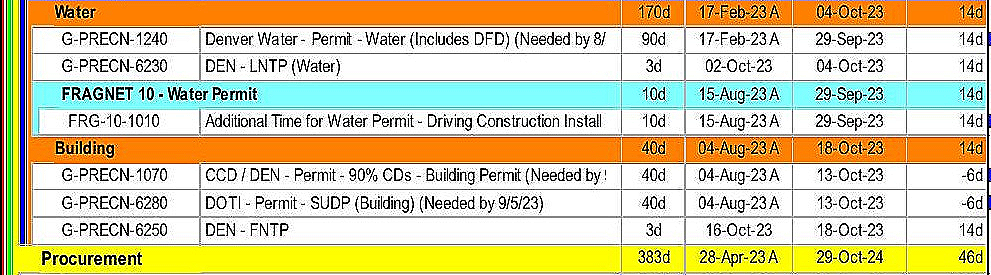 Water 170d 17-Feb-23 A 04-Oct-23 14d
G-PRECN-1240 Denver Water - Permit - Water (Includes DFD) (Needed by 8/ 90d 17-Feb-23 A 29-Sep-23 14d
G-PRECN-6230 DEN - LNTP (Water) 3d 02-Oct-23 04-Oct-23 14d
FRAGNET 10 - Water Permit 10d 15-Aug-23 A 29-Sep-23 14d
FRG-10-1010 Additional Time for Water Permit - Driving Construction Install 10d 15-Aug-23 A 29-Sep-23 14d
Building 40d 04-Aug-23 A 18-Oct-23 14d
G-PRECN-1070 CCD / DEN - Permit - 90% CDs - Building Permit (Needed by 40d 04-Aug-23 A 13-Oct-23 -6d
G-PRECN-6280 DOTI - Permit - SUDP (Building) (Needed by 9/5/23) 40d 04-Aug-23 A 13-Oct-23 -6d
G-PRECN-6250 DEN - FNTP 3d 16-Oct-23 18-Oct-23 14d
Procurement 383d 28-Apr-23 A 29-Oct-24 46d